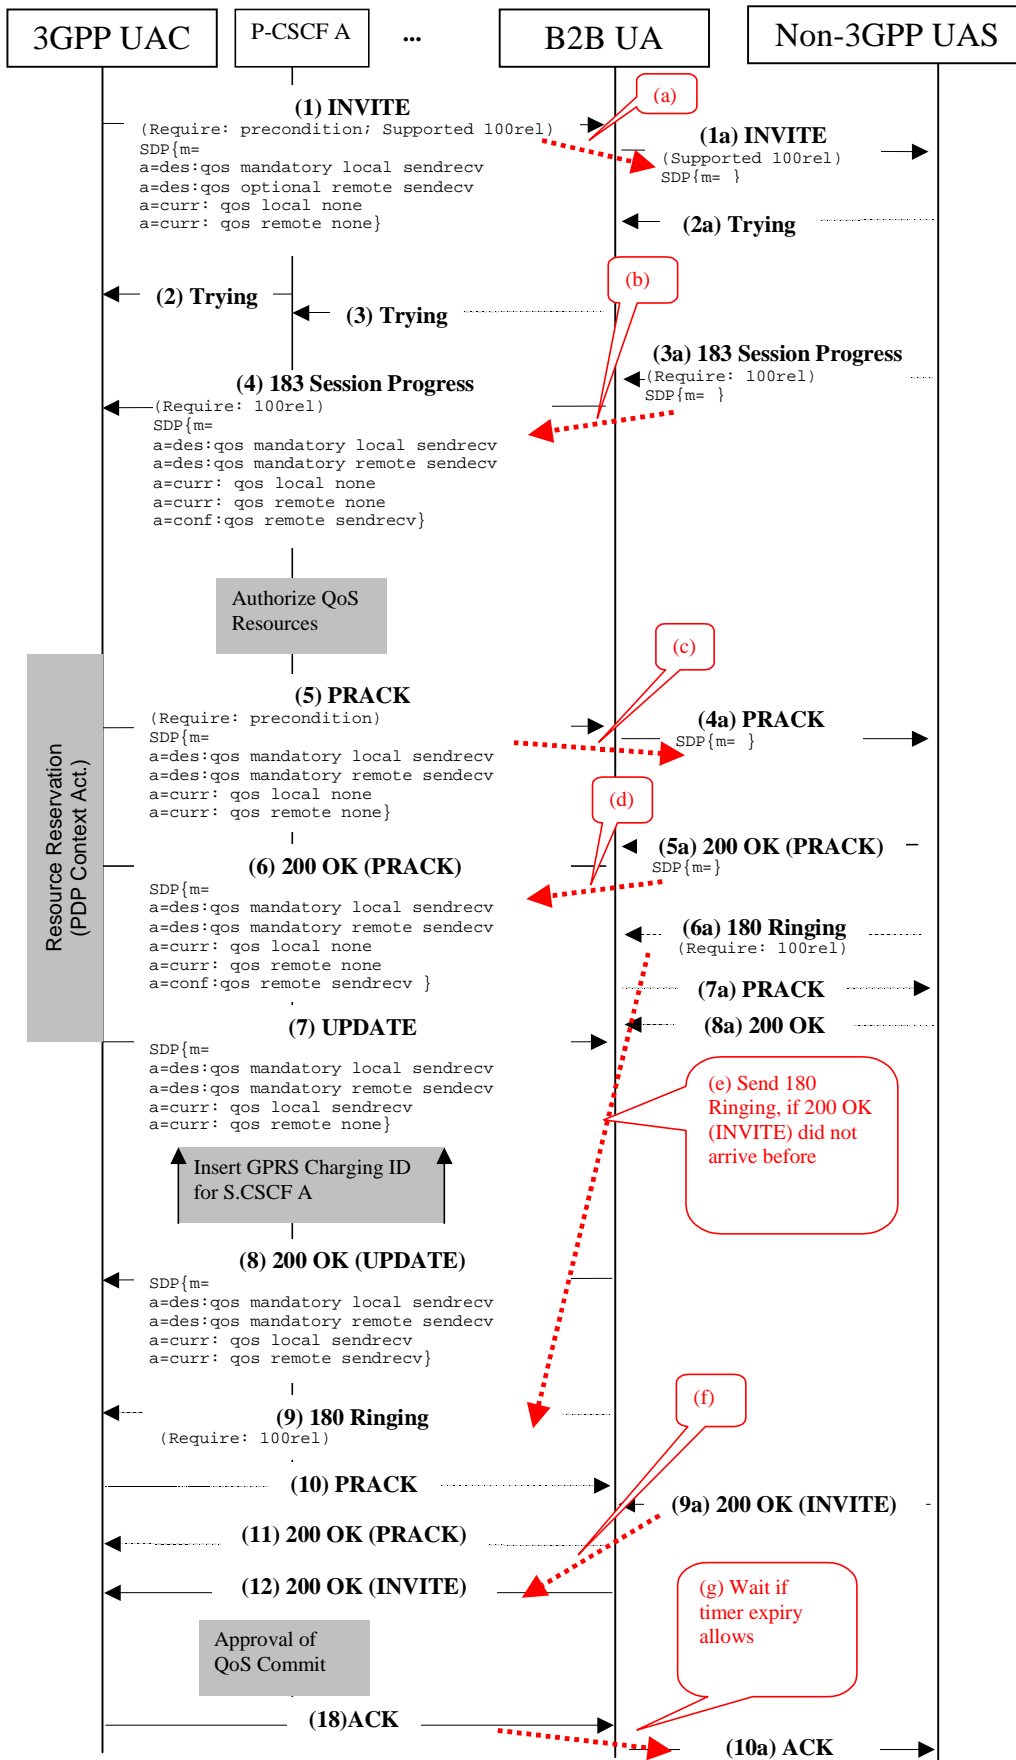 3GPP UAC
P-CSCF A
...
B2B UA
Non-3GPP UAS
(a)
(1) INVITE
(Require: precondition; Supported 100rel)
SDP{m=
a=des:qos mandatory local sendrecv
a=des:qos optional remote sendecv
a=curr: qos local none
a=curr: qos remote none}
(1a) INVITE
(Supported 100rel)
SDP{m= }
(2a) Trying
(b)
(2) Trying
(3) Trying
(3a) 183 Session Progress
(Require: 100rel)
SDP{m= }
(4) 183 Session Progress
(Require: 100rel)
SDP{m=
a=des:qos mandatory local sendrecv
a=des:qos mandatory remote sendecv
a=curr: qos local none
a=curr: qos remote none
a=conf:qos remote sendrecv}
Authorize QoS
Resources
(c)
Resource Reservation
(PDP Context Act.)
(5) PRACK
(Require: precondition)
SDP{m=
a=des:qos mandatory local sendrecv
a=des:qos mandatory remote sendecv
a=curr: qos local none
a=curr: qos remote none}
(4a) PRACK
SDP{m= }
(d)
(5a) 200 OK (PRACK)
SDP{m=}
(6) 200 OK (PRACK)
SDP{m=
a=des:qos mandatory local sendrecv
a=des:qos mandatory remote sendecv
a=curr: qos local none
a=curr: qos remote none
a=conf:qos remote sendrecv }
(6a) 180 Ringing
(Require: 100rel)
(7a) PRACK
(8a) 200 OK
(7) UPDATE
SDP{m=
a=des:qos mandatory local sendrecv
a=des:qos mandatory remote sendecv
a=curr: qos local sendrecv
a=curr: qos remote none}
(e) Send 180
Ringing, if 200 OK
(INVITE) did not
arrive before
Insert GPRS Charging ID
for S.CSCF A
(8) 200 OK (UPDATE)
SDP{m=
a=des:qos mandatory local sendrecv
a=des:qos mandatory remote sendecv
a=curr: qos local sendrecv
a=curr: qos remote sendrecv}
(f)
(9) 180 Ringing
(Require: 100rel)
(10) PRACK
(9a) 200 OK (INVITE)
(11) 200 OK (PRACK)
(12) 200 OK (INVITE)
(g) Wait if
timer expiry
allows
Approval of
QoS Commit
(18)ACK
(10a) ACK